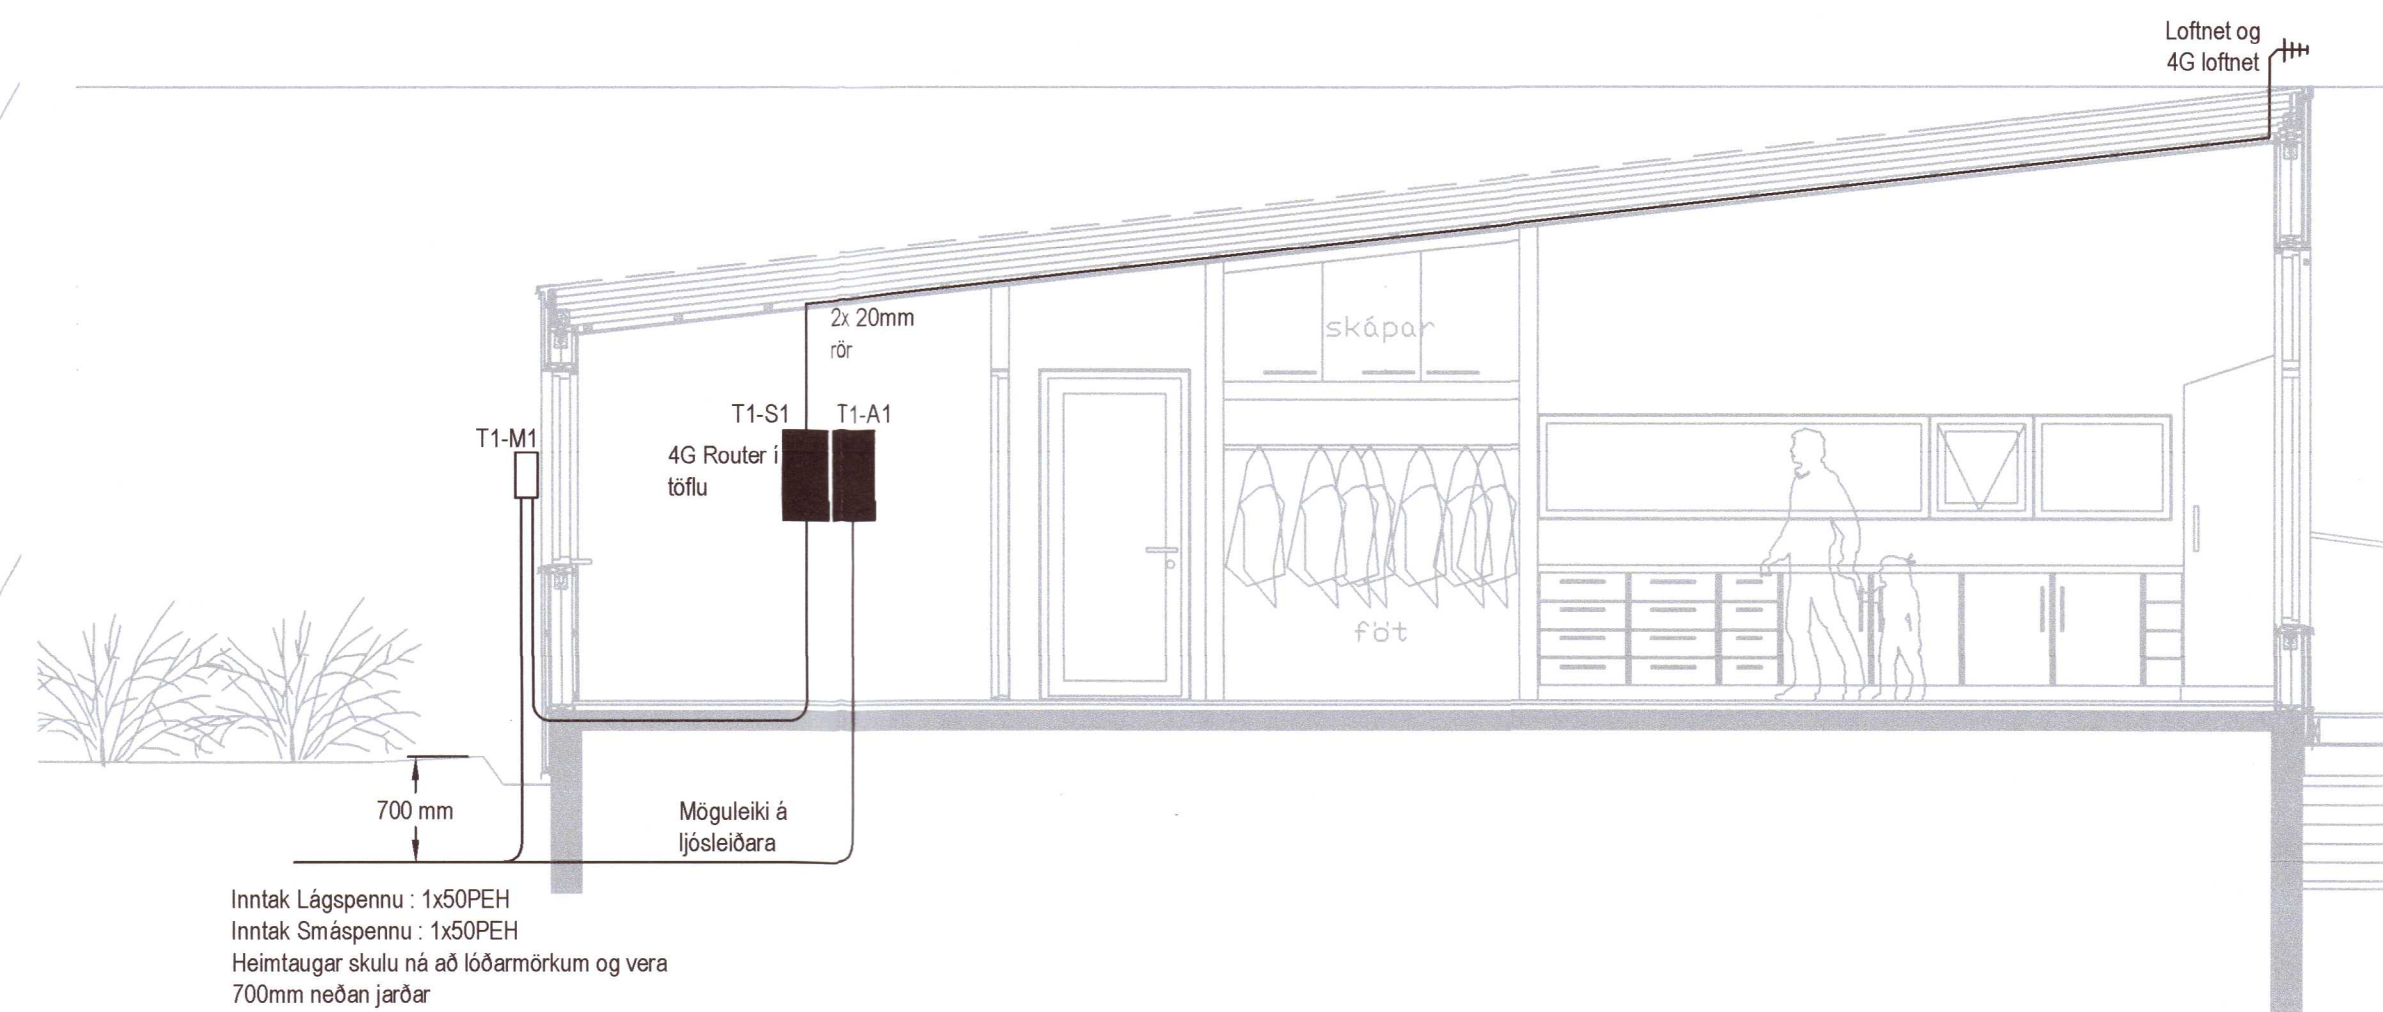 Loftnet og
4G loftnet
2x 20mm
rör
skápar
T1-S1
T1-A1
T1-M1
4G Router í
töflu
föt
700 mm
Möguleiki á
ljósleiðara
Inntak Lágspennu : 1x50PEH
Inntak Smáspennu : 1x50PEH
Heimtaugar skulu ná að lóðarmörkum og vera
700mm neðan jarðar